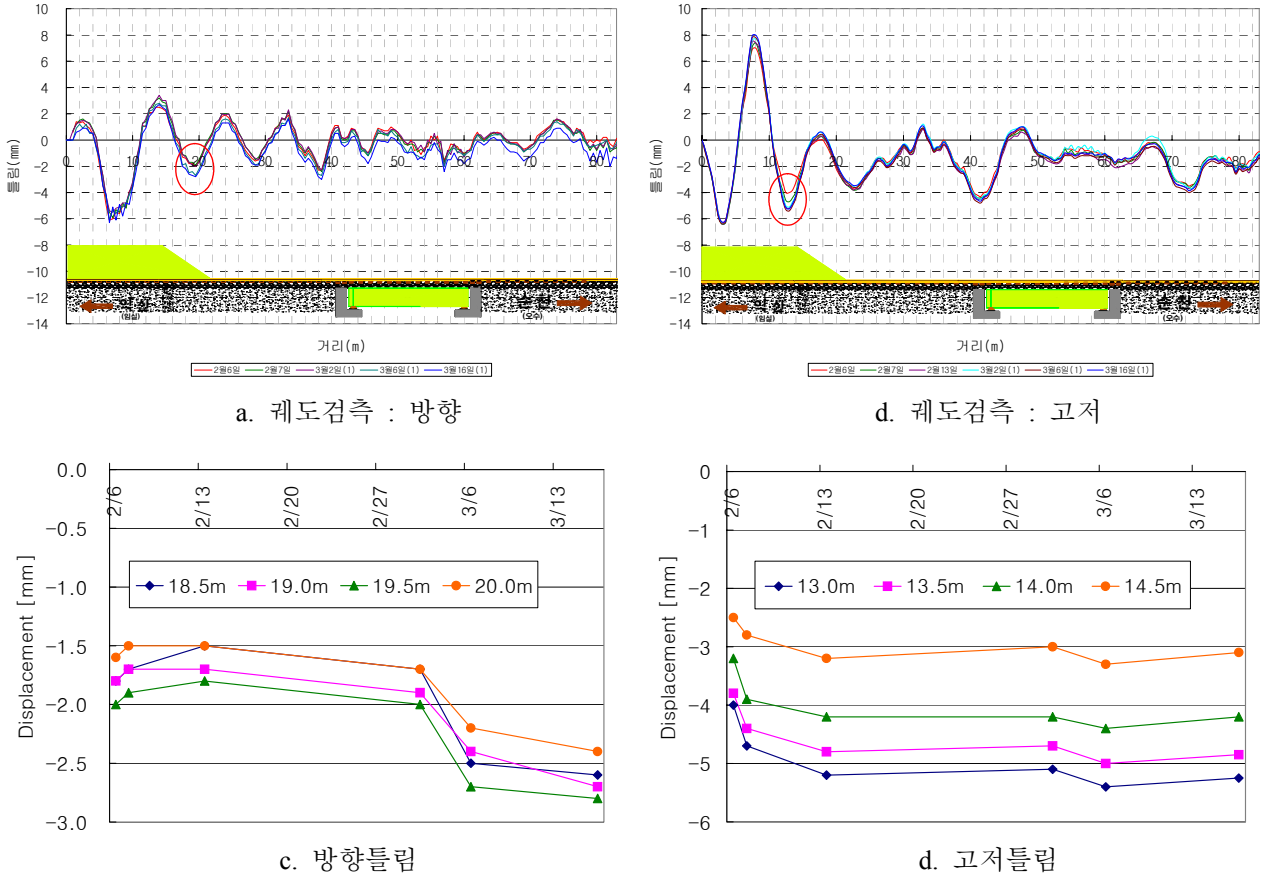 10
8
6
4
2
0
-2
-4
-6
-8
-10
-12
-14
틀림(mm)
0 10 20 30 40 50 60 70 80
(임실)
(오수)
거리(m)
2월6일 2월7일 3월2일(1) 3월6일(1) 3월16일(1)
a. 궤도검측 : 방향
10
8
6
4
2
0
-2
-4
-6
-8
-10
-12
-14
틀림(mm)
0 10 20 30 40 50 60 70 80
(임실)
순천
(오수)
거리(m)
2월6일 2월7일 2월13일 3월2일(1) 3월6일(1) 3월16일(1)
d. 궤도검측 : 고저
0.0
-0.5
-1.0
-1.5
-2.0
-2.5
-3.0
Displacement [mm]
2/6 2/13 2/20 2/27 3/6 3/13
18.5m 19.0m 19.5m 20.0m
c. 방향틀림
0
-1
-2
-3
-4
-5
-6
Displacement [mm]
2/6 2/13 2/20 2/27 3/6 3/13
13.0m 13.5m 14.0m 14.5m
d. 고저틀림